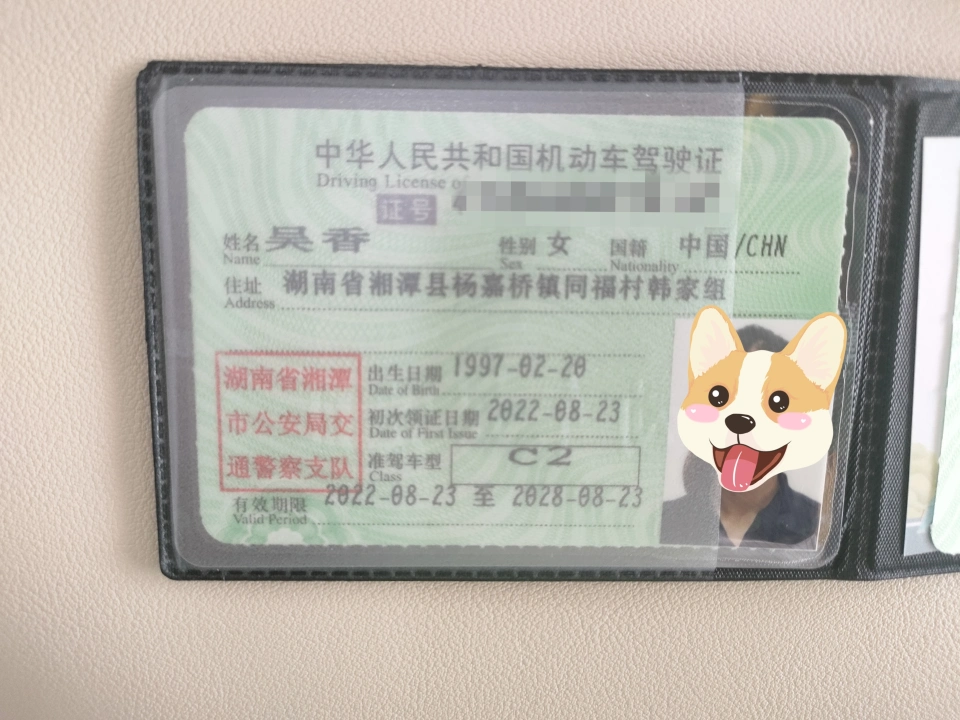 中华人民共和国机动车驾驶证
Driving License of
证号
姓名 吴香 性别 女 国籍 中国/CHN
Name Sex Nationality
住址 湖南省湘潭县杨嘉桥镇同福村韩家组
Address
湖南省湘潭
市公安局交
通警察支队
出生日期 1997-02-20
Date of Birth
初次领证日期 2022-08-23
Date of First Issue
准驾车型 C2
Class
有效期限 2022-08-23 至 2028-08-23
Valid Period